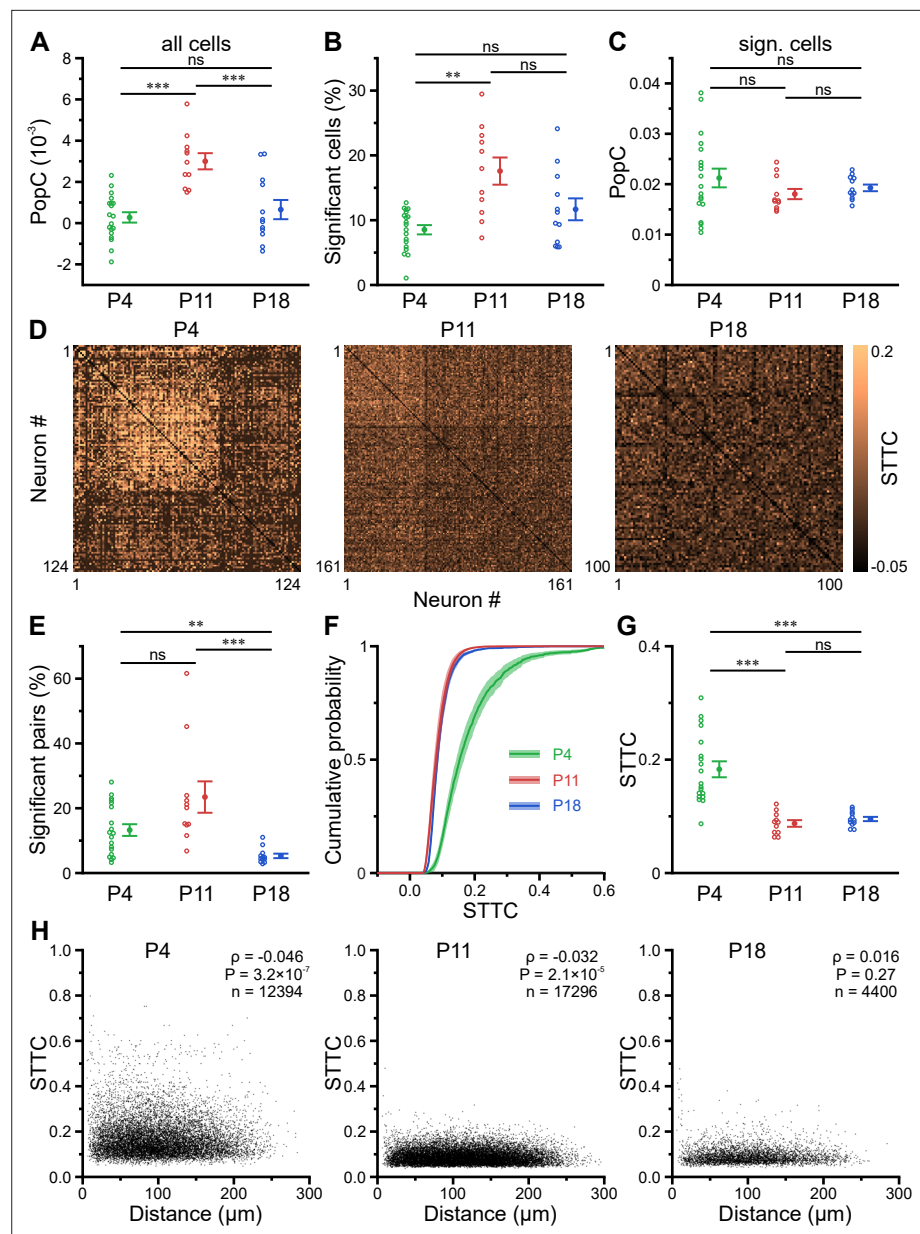 A all cells
ns
*** ***
PopC (10⁻³)
8
6
4
2
0
-2
P4 P11 P18
B
ns
** ns
Significant cells (%)
30
20
10
0
P4 P11 P18
C sign. cells
ns
ns ns
PopC
0.04
0.03
0.02
0.01
0
P4 P11 P18
D P4 P11 P18
1 1 1 0.2
Neuron #
STTC
124 161 100 -0.05
1 124 1 161 1 100
Neuron #
E
**
ns ***
Significant pairs (%)
60
40
20
0
P4 P11 P18
F
Cumulative probability
1
0.5
0
P4
P11
P18
0.0 0.2 0.4 0.6
STTC
G
***
*** ns
STTC
0.4
0.2
0
P4 P11 P18
H
P4
ρ = -0.046
P = 3.2×10⁻⁷
n = 12394
STTC
1.0
0.8
0.6
0.4
0.2
0.0
0 100 200 300
Distance (µm)
P11
ρ = -0.032
P = 2.1×10⁻⁵
n = 17296
STTC
1.0
0.8
0.6
0.4
0.2
0.0
0 100 200 300
Distance (µm)
P18
ρ = 0.016
P = 0.27
n = 4400
STTC
1.0
0.8
0.6
0.4
0.2
0.0
0 100 200 300
Distance (µm)